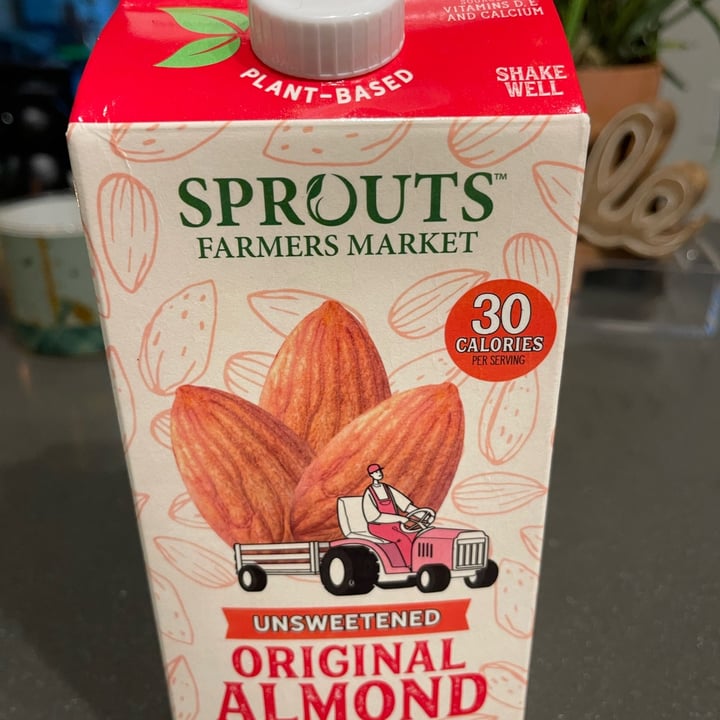 VITAMINS D, E
AND CALCIUM
PLANT-BASED
SHAKE
WELL
SPROUTS™
FARMERS MARKET
30
CALORIES
PER SERVING
UNSWEETENED
ORIGINAL
ALMOND